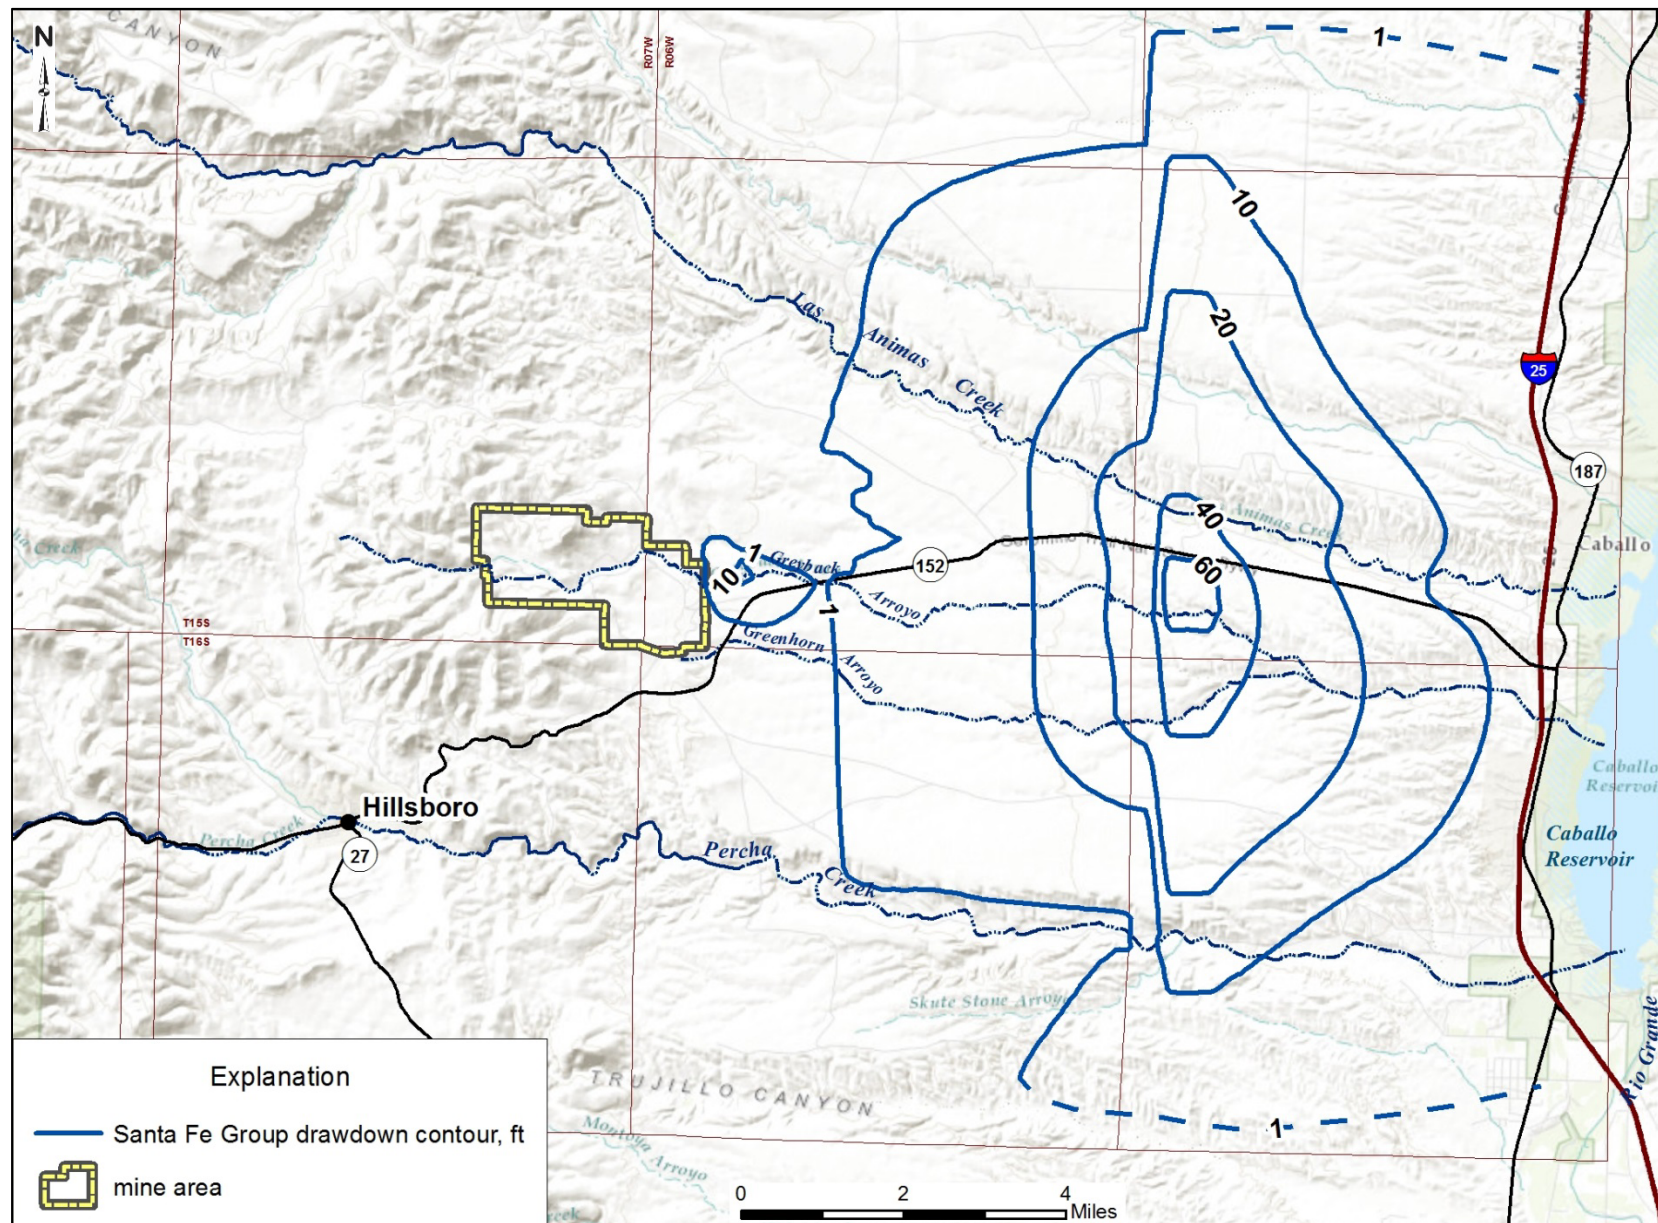 N
CANYON
R07W
R06W
1
10
20
Las
Animas
Creek
25
187
40
Animas Creek
Caballo
1
Greyback
10
152
60
Arroyo
1
T15S
T16S
Greenhorn
Arroyo
Caballo
Reservoir
Hillsboro
Percha Creek
27
Percha
Creek
Caballo
Reservoir
Skute Stone Arroyo
Rio Grande
TRUJILLO CANYON
1
Montoya Arroyo
Explanation
Santa Fe Group drawdown contour, ft
mine area
0 2 4
Miles